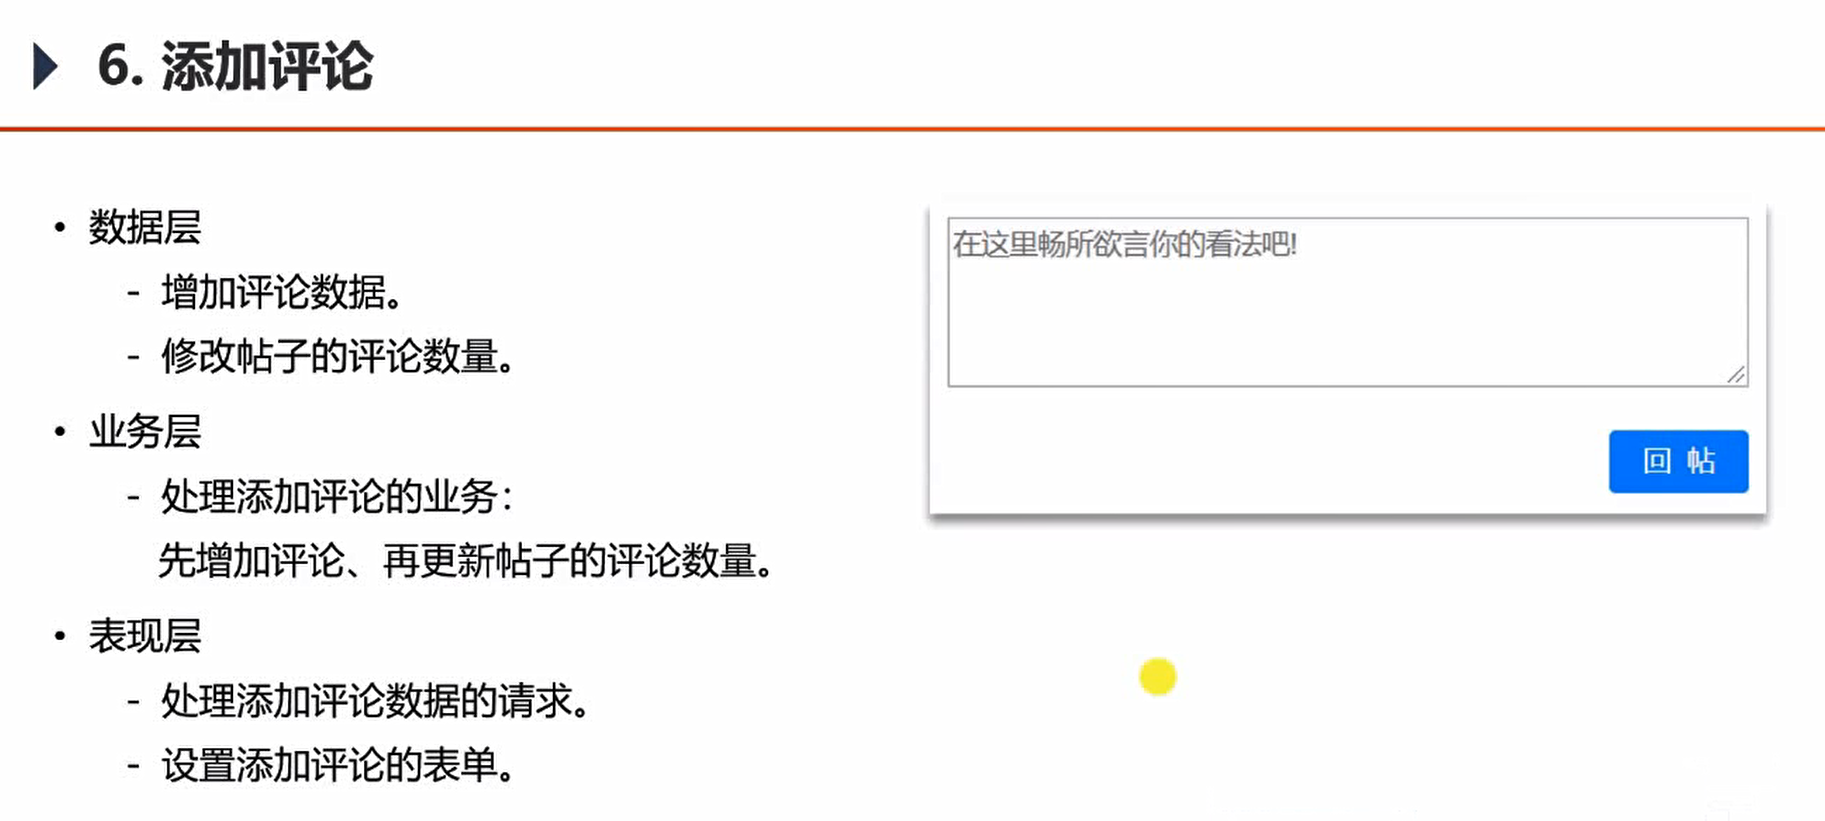 6. 添加评论
• 数据层
- 增加评论数据。
- 修改帖子的评论数量。
• 业务层
- 处理添加评论的业务：
先增加评论、再更新帖子的评论数量。
• 表现层
- 处理添加评论数据的请求。
- 设置添加评论的表单。
在这里畅所欲言你的看法吧!
回 帖